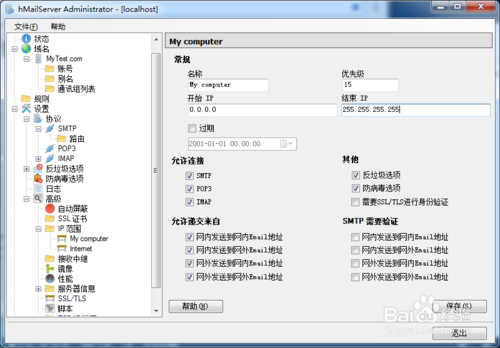 hMailServer Administrator - [localhost]
文件(F) 帮助
状态
域名
MyTest.com
账号
别名
通讯组列表
规则
设置
协议
SMTP
路由
POP3
IMAP
反垃圾选项
防病毒选项
日志
高级
自动屏蔽
SSL 证书
IP 范围
My computer
Internet
接收中继
镜像
性能
服务器信息
SSL/TLS
脚本
My computer
常规
名称 优先级
My computer 15
开始 IP 结束 IP
0.0.0.0 255.255.255.255
过期
2001-01-01 00:00:00
允许连接 其他
SMTP 反垃圾选项
POP3 防病毒选项
IMAP 需要SSL/TLS进行身份验证
允许递交来自 SMTP 需要验证
网内发送到网内Email地址 网内发送到网内Email地址
网内发送到网外Email地址 网内发送到网外Email地址
网外发送到网内Email地址 网外发送到网内Email地址
网外发送到网外Email地址 网外发送到网外Email地址
帮助(H) 保存(S)
退出
Baidu 经验